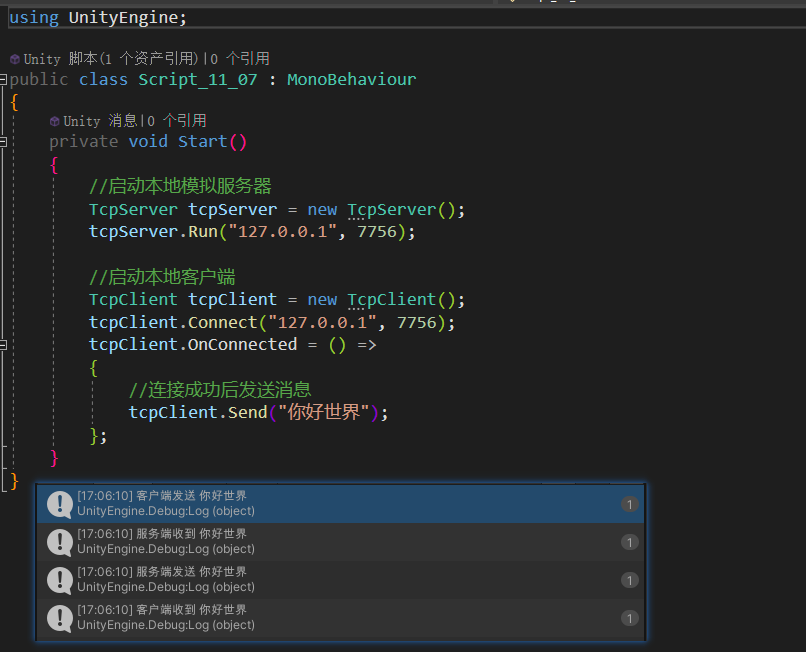 using UnityEngine;
Unity 脚本(1 个资产引用)|0 个引用
public class Script_11_07 : MonoBehaviour
{
Unity 消息|0 个引用
private void Start()
{
//启动本地模拟服务器
TcpServer tcpServer = new TcpServer();
tcpServer.Run("127.0.0.1", 7756);
//启动本地客户端
TcpClient tcpClient = new TcpClient();
tcpClient.Connect("127.0.0.1", 7756);
tcpClient.OnConnected = () =>
{
//连接成功后发送消息
tcpClient.Send("你好世界");
};
}
}
[17:06:10] 客户端发送 你好世界
UnityEngine.Debug:Log (object)
1
[17:06:10] 服务端收到 你好世界
UnityEngine.Debug:Log (object)
1
[17:06:10] 服务端发送 你好世界
UnityEngine.Debug:Log (object)
1
[17:06:10] 客户端收到 你好世界
UnityEngine.Debug:Log (object)
1